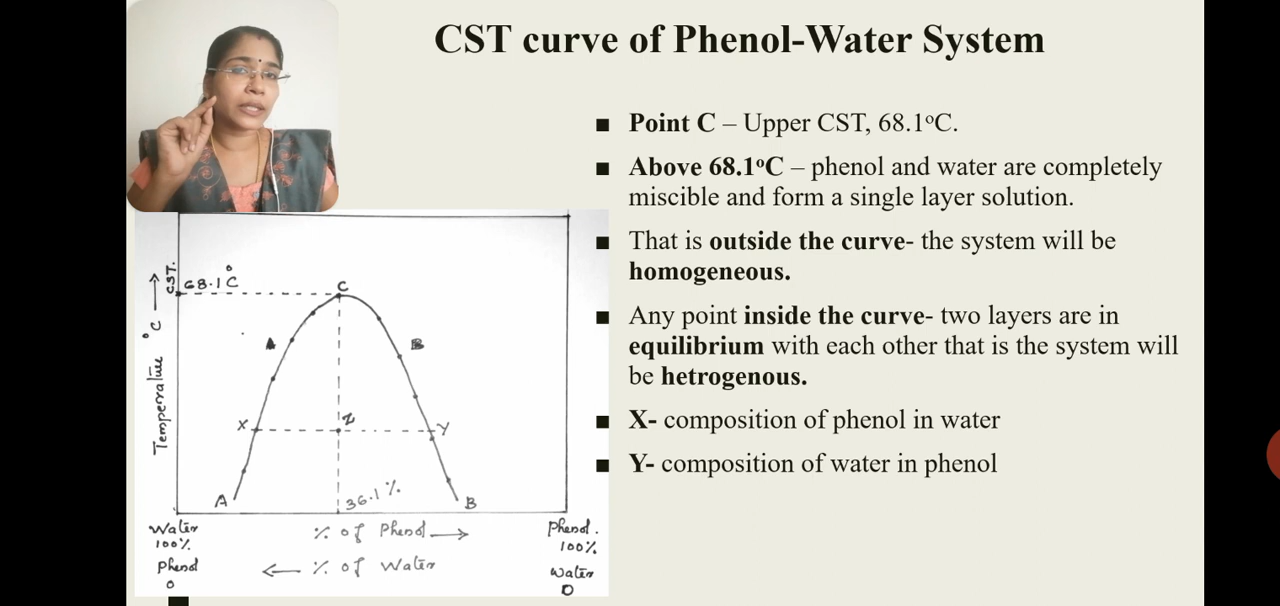 CST curve of Phenol-Water System
■ Point C – Upper CST, 68.1ºC.
■ Above 68.1ºC – phenol and water are completely
miscible and form a single layer solution.
■ That is outside the curve- the system will be
homogeneous.
■ Any point inside the curve- two layers are in
equilibrium with each other that is the system will
be hetrogenous.
■ X- composition of phenol in water
■ Y- composition of water in phenol
CST.
68.1°C
C
Temperature °C →
A
B
X
Z
Y
A
36.1 %
B
Water
100%
Phenol
0
% of Phenol →
← % of Water
Phenol.
100%
Water
0